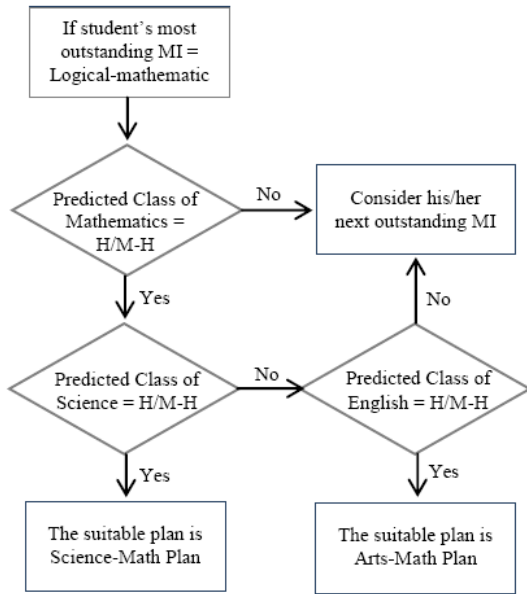 If student's most
outstanding MI =
Logical-mathematic
Predicted Class of
Mathematics =
H/M-H
No
Consider his/her
next outstanding MI
Yes
No
Predicted Class of
Science = H/M-H
No
Predicted Class of
English = H/M-H
Yes
Yes
The suitable plan is
Science-Math Plan
The suitable plan is
Arts-Math Plan